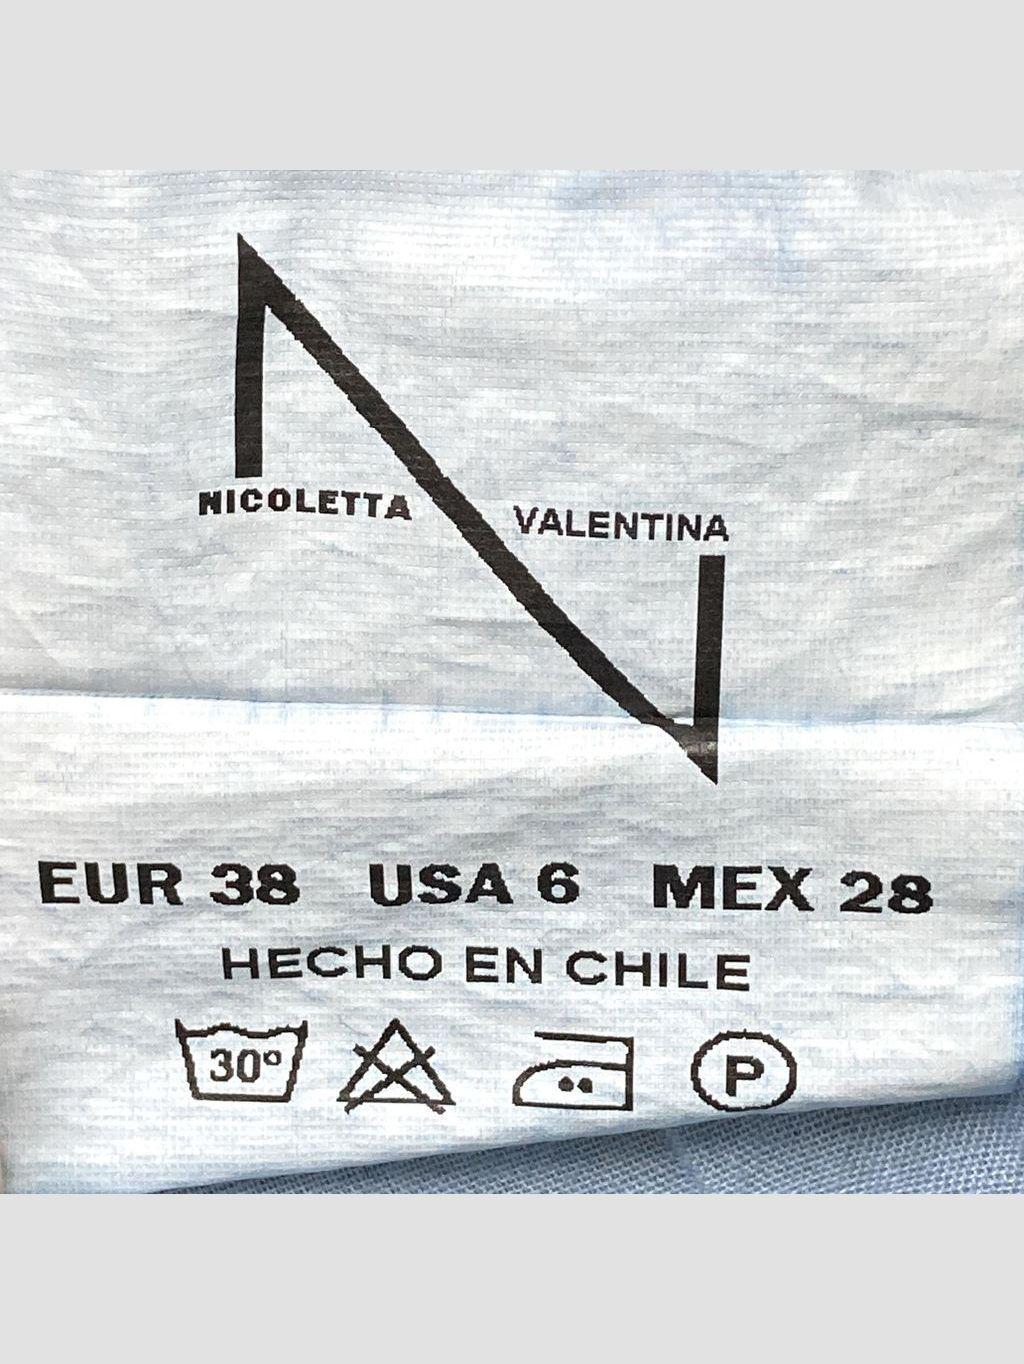 NICOLETTA VALENTINA
EUR 38 USA 6 MEX 28
HECHO EN CHILE
30° P